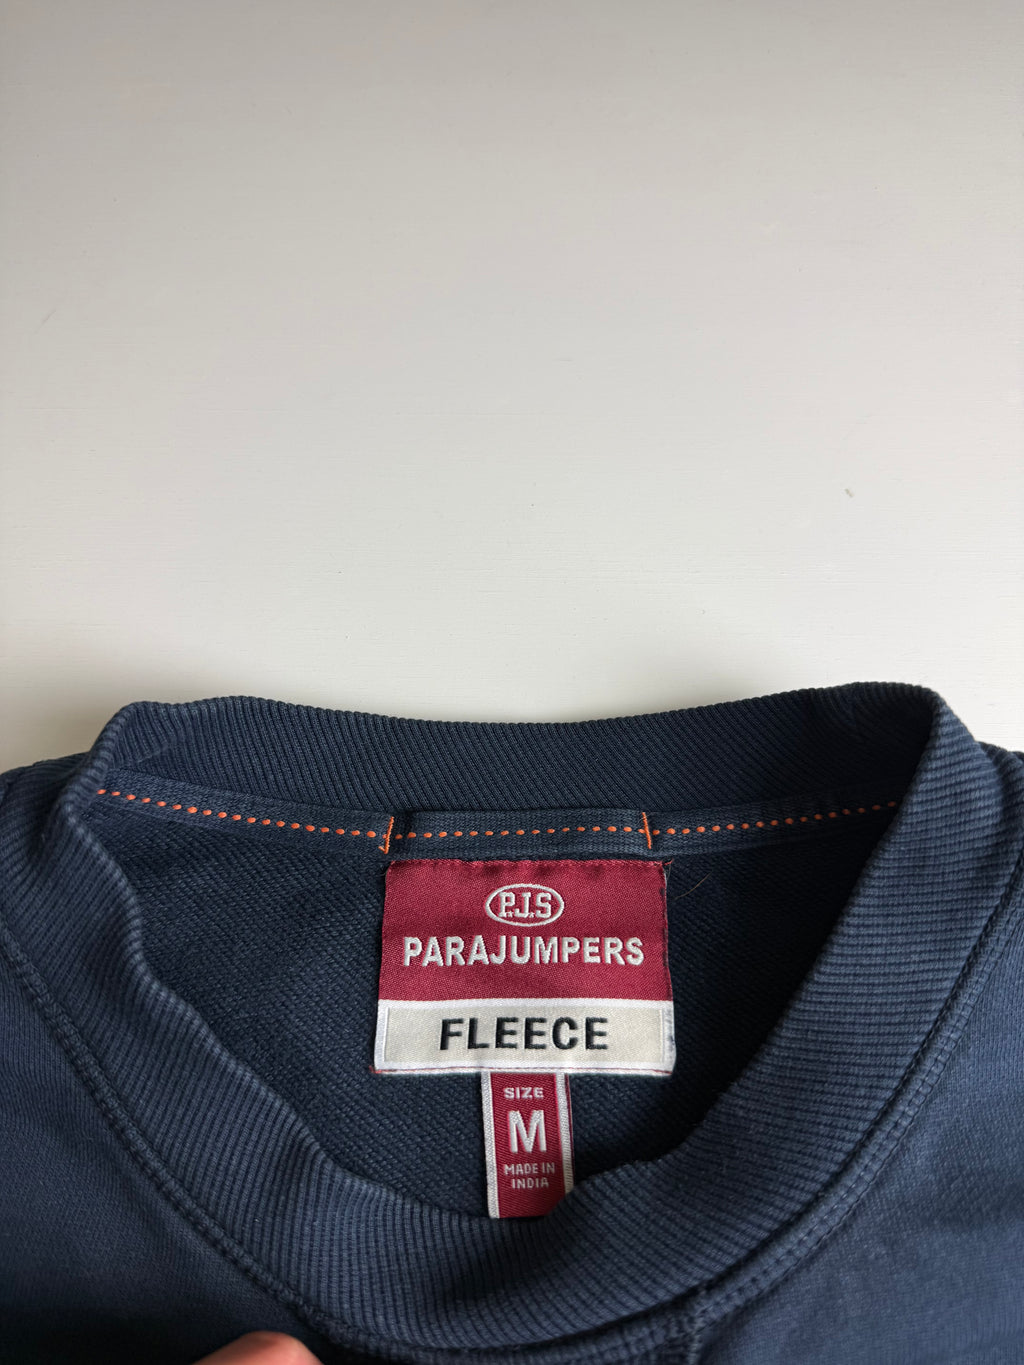 P.J.S
PARAJUMPERS
FLEECE
SIZE
M
MADE IN
INDIA